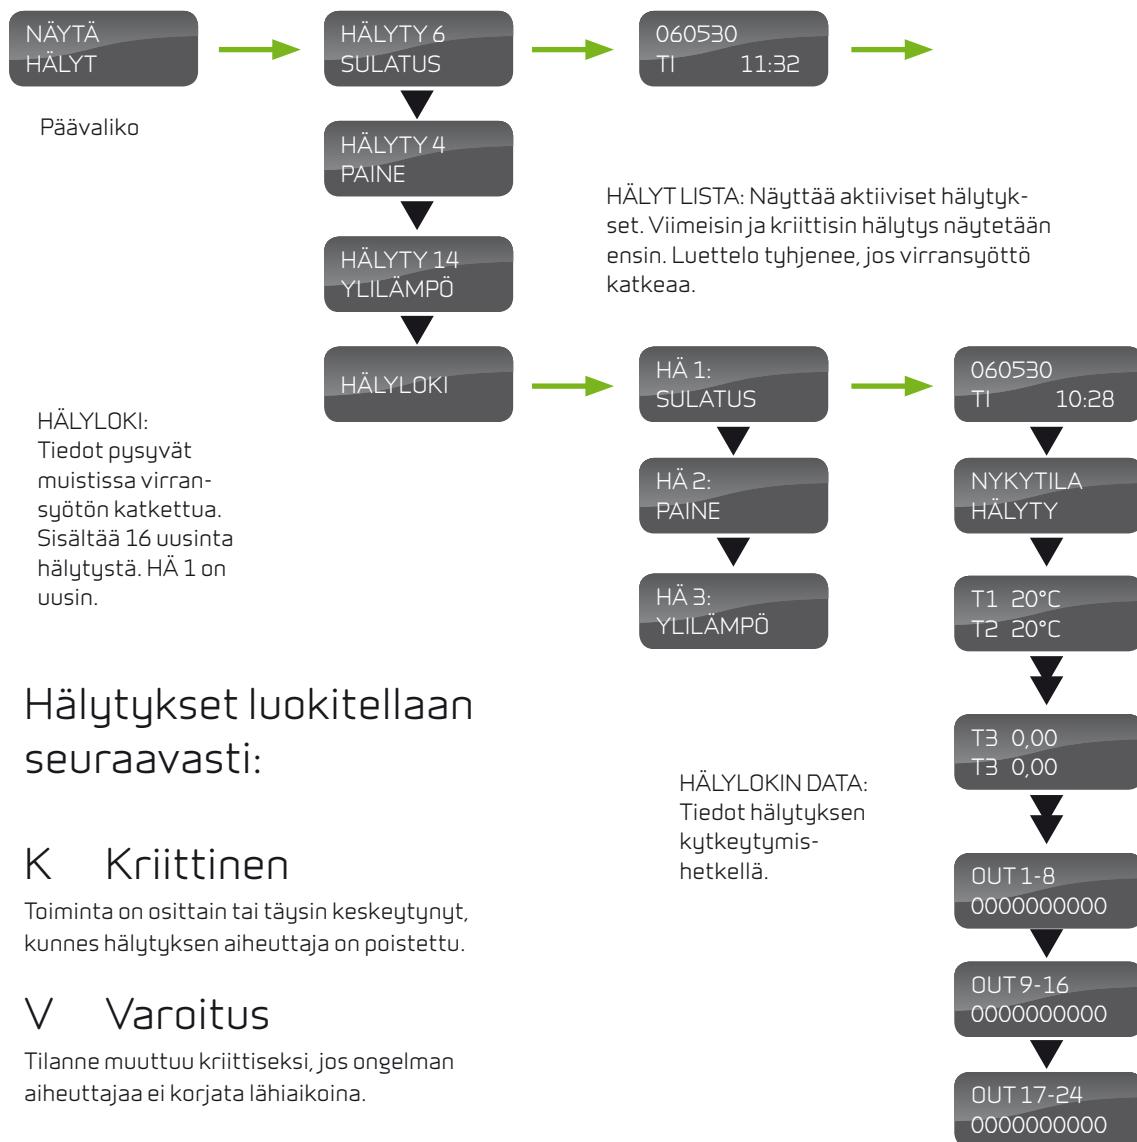 NÄYTÄ
HÄLYT
HÄLYTY 6
SULATUS
060530
TI 11:32
Päävaliko
HÄLYTY 4
PAINE
HÄLYT LISTA: Näyttää aktiiviset hälytyk-
set. Viimeisin ja kriittisin hälytys näytetään
ensin. Luettelo tyhjenee, jos virransyöttö
katkeaa.
HÄLYTY 14
YLILÄMPÖ
HÄLYLOKI
HÄ 1:
SULATUS
060530
TI 10:28
HÄLYLOKI:
Tiedot pysyvät
muistissa virran-
syötön katkettua.
Sisältää 16 uusinta
hälytystä. HÄ 1 on
uusin.
HÄ 2:
PAINE
NYKYTILA
HÄLYTY
HÄ 3:
YLILÄMPÖ
T1 20°C
T2 20°C
Hälytykset luokitellaan
seuraavasti:
T3 0,00
T3 0,00
HÄLYLOKIN DATA:
Tiedot hälytyksen
kytkeytymis-
hetkellä.
K Kriittinen
Toiminta on osittain tai täysin keskeytynyt,
kunnes hälytyksen aiheuttaja on poistettu.
OUT 1-8
0000000000
V Varoitus
Tilanne muuttuu kriittiseksi, jos ongelman
aiheuttajaa ei korjata lähiaikoina.
OUT 9-16
0000000000
OUT 17-24
0000000000